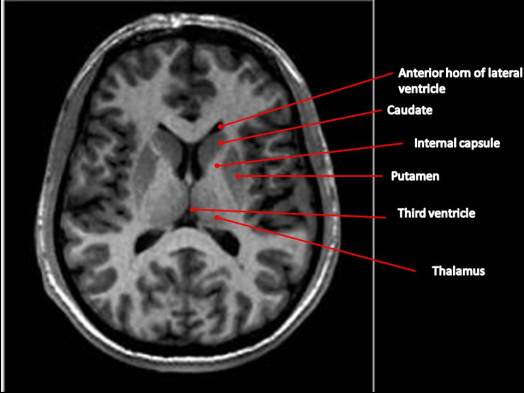 Anterior horn of lateral
ventricle
Caudate
Internal capsule
Putamen
Third ventricle
Thalamus